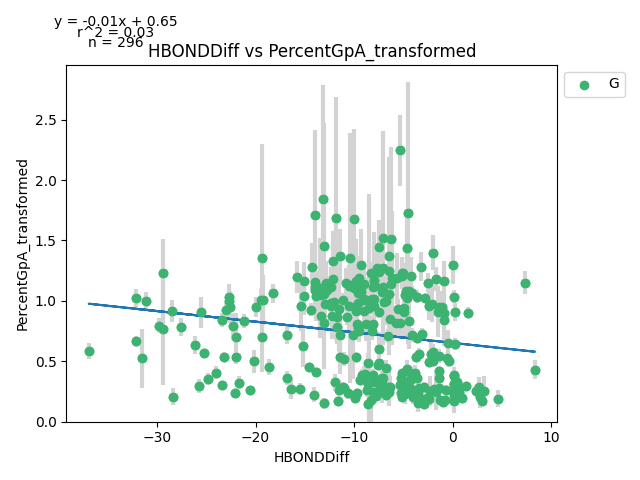 y = -0.01x + 0.65
r^2 = 0.03
n = 296
HBONDDiff vs PercentGpA_transformed
G
PercentGpA_transformed
2.5
2.0
1.5
1.0
0.5
0.0
−30
−20
−10
0
10
HBONDDiff